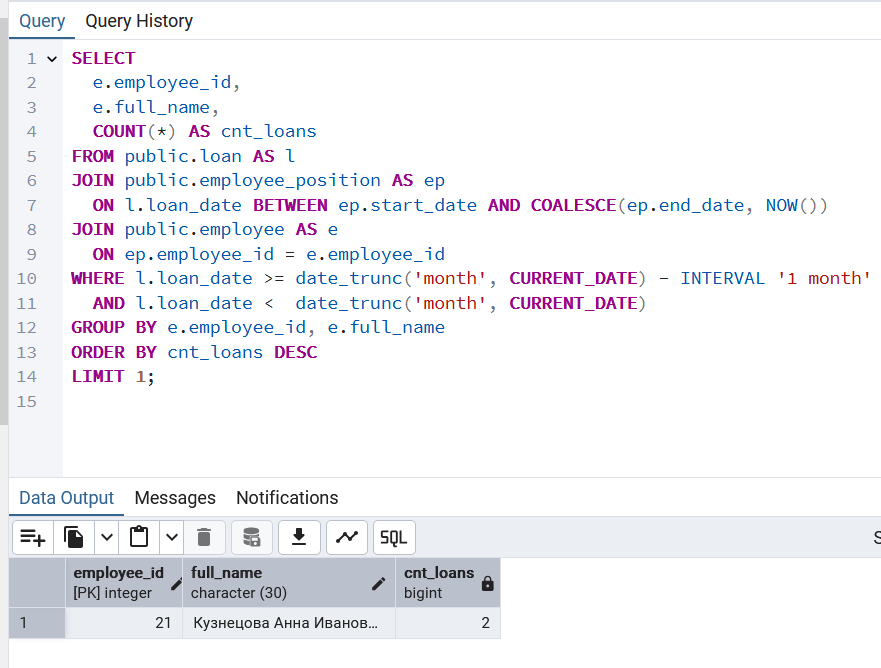 Query Query History
1 SELECT
2 e.employee_id,
3 e.full_name,
4 COUNT(*) AS cnt_loans
5 FROM public.loan AS l
6 JOIN public.employee_position AS ep
7 ON l.loan_date BETWEEN ep.start_date AND COALESCE(ep.end_date, NOW())
8 JOIN public.employee AS e
9 ON ep.employee_id = e.employee_id
10 WHERE l.loan_date >= date_trunc('month', CURRENT_DATE) - INTERVAL '1 month'
11 AND l.loan_date < date_trunc('month', CURRENT_DATE)
12 GROUP BY e.employee_id, e.full_name
13 ORDER BY cnt_loans DESC
14 LIMIT 1;
15
Data Output Messages Notifications
SQL S
employee_id full_name cnt_loans
[PK] integer character (30) bigint
1 21 Кузнецова Анна Иванов... 2